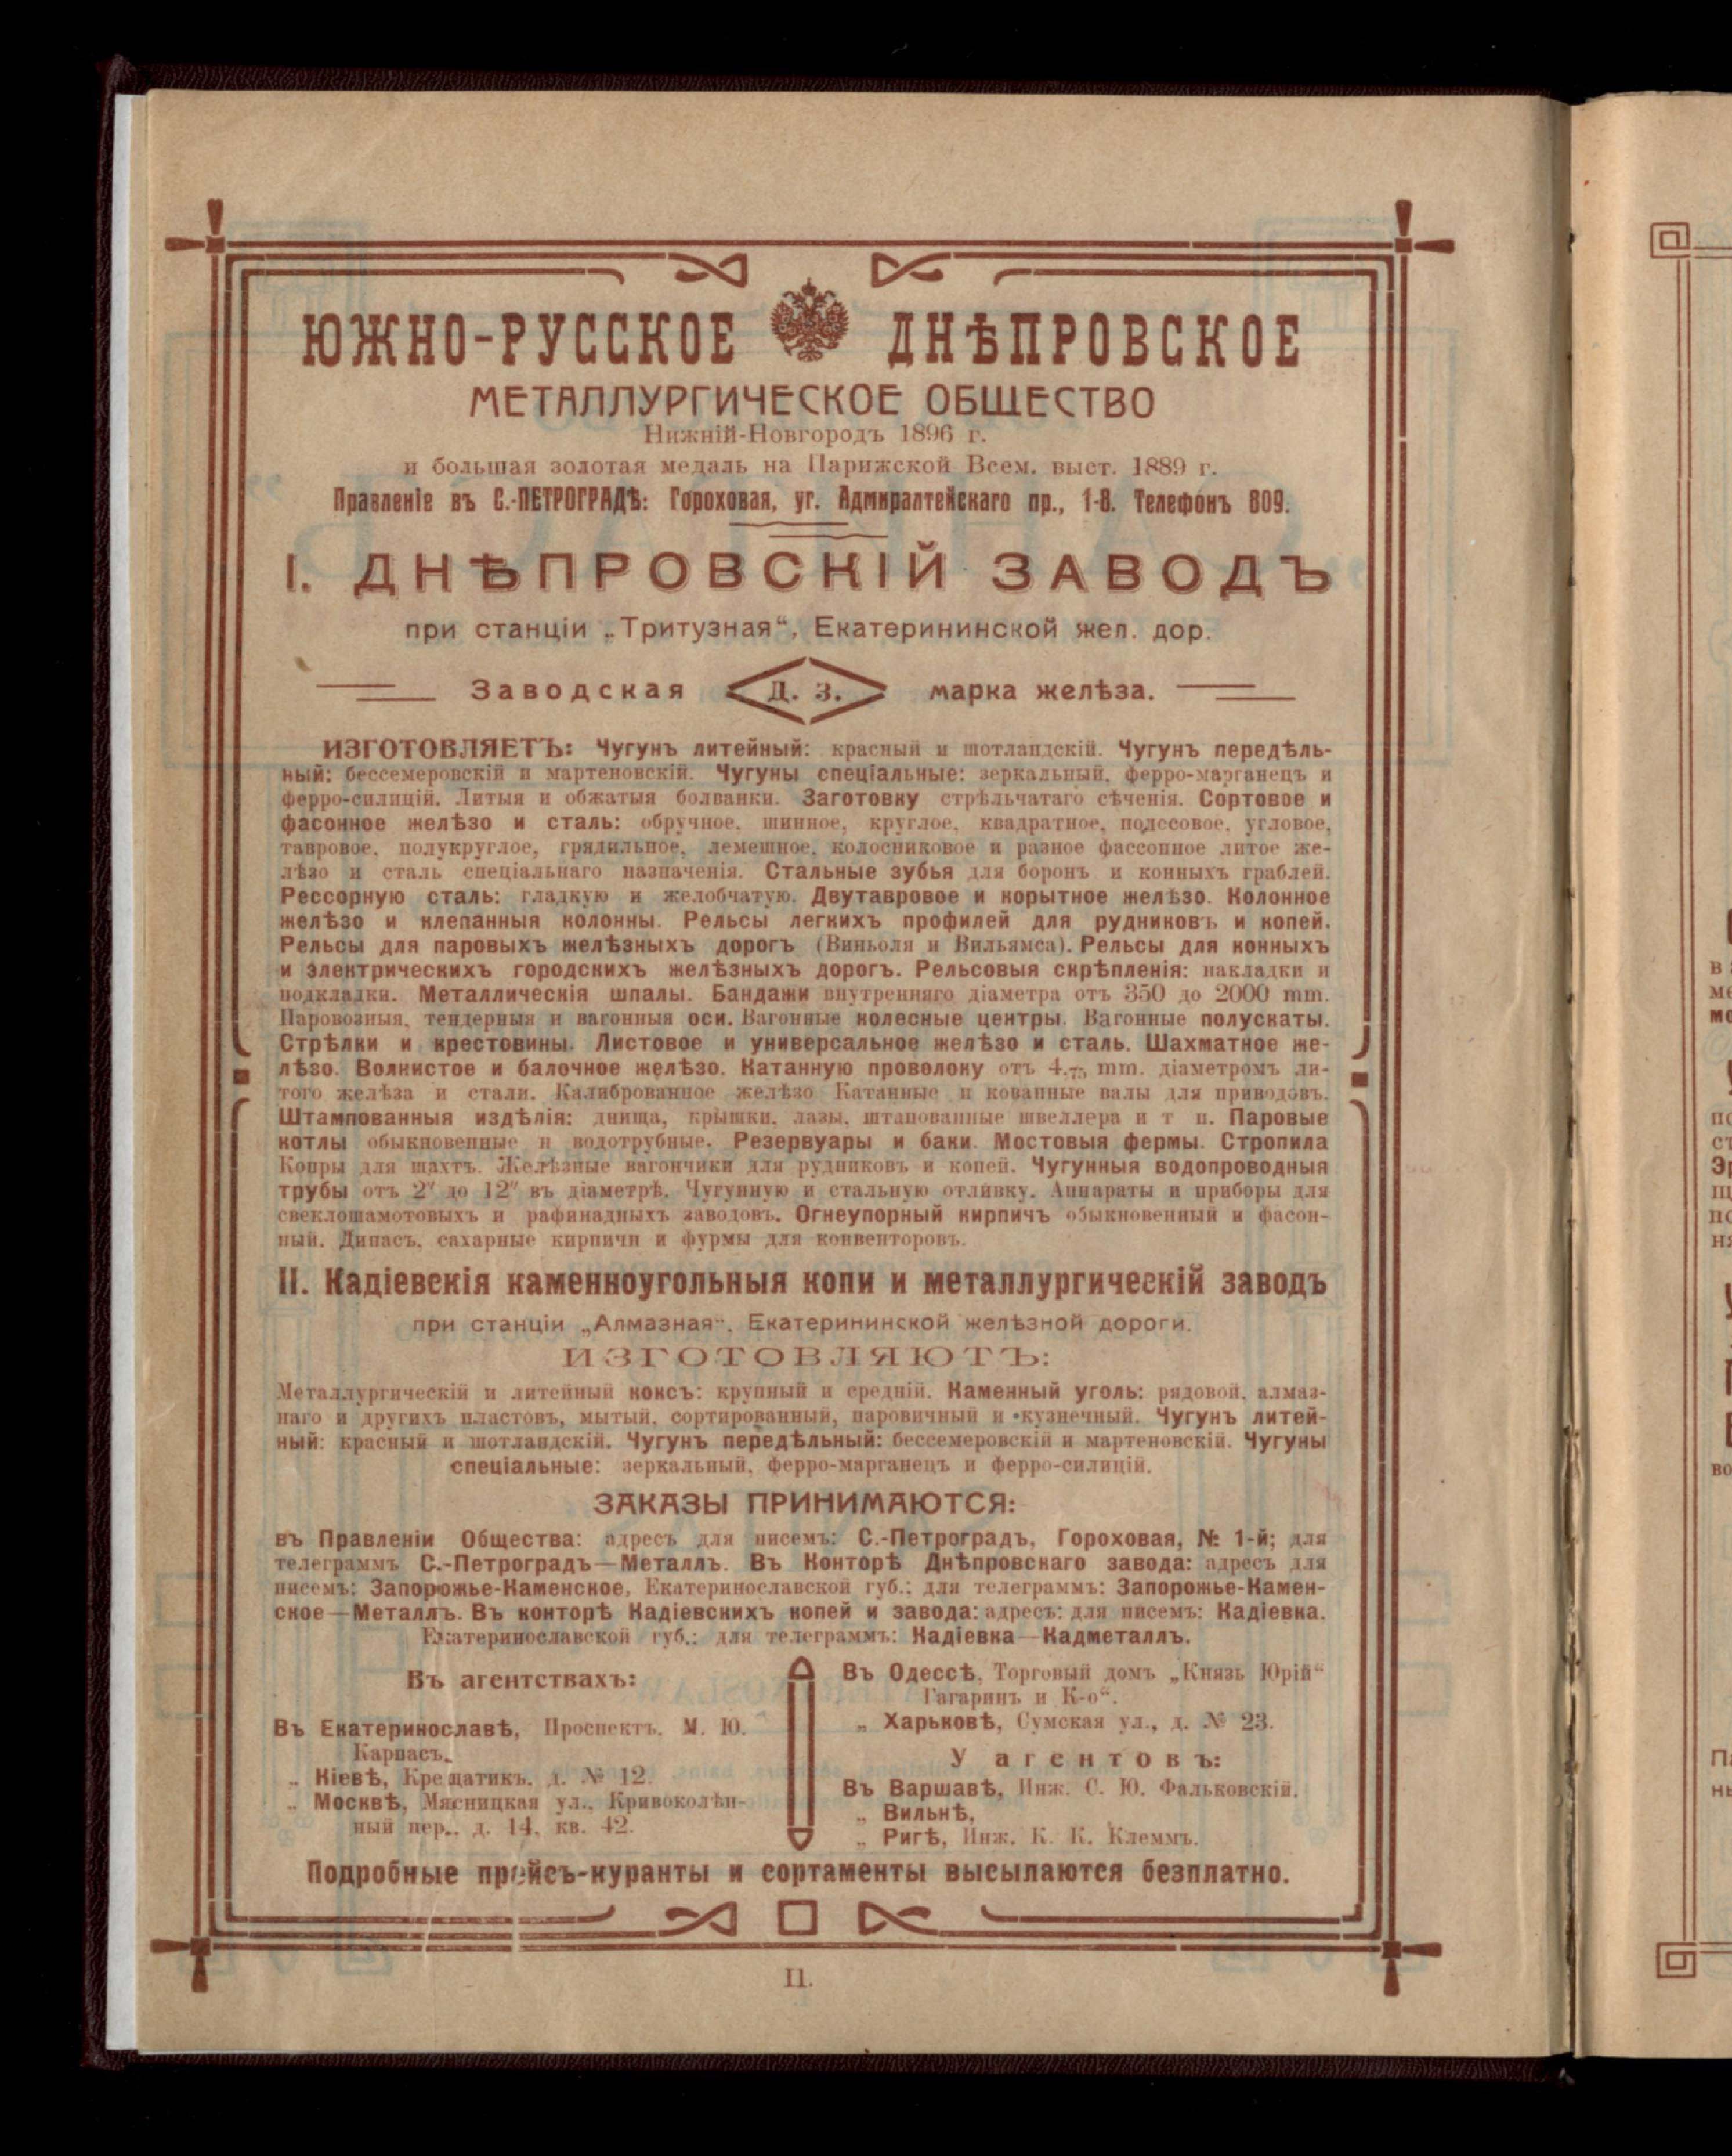 ЮЖНО-РУССКОЕ ДНѢПРОВСКОЕ
МЕТАЛЛУРГИЧЕСКОЕ ОБЩЕСТВО
Нижній-Новгородъ 1896 г.
и большая золотая медаль на Парижской Всем. выст. 1889 г.
Правленіе въ С.-ПЕТРОГРАДѢ: Гороховая, уг. Адмиралтейскаго пр., 1-8. Телефонъ 809.
I. ДНѢПРОВСКІЙ ЗАВОДЪ
при станціи „Тритузная“, Екатерининской жел. дор.
Заводская Д. З. марка желѣза.
ИЗГОТОВЛЯЕТЪ: Чугунъ литейный: красный и шотландскій. Чугунъ передѣль-
ный: бессемеровскій и мартеновскій. Чугуны спеціальные: зеркальный, ферро-марганецъ и
ферро-силицій. Литыя и обжатыя болванки. Заготовку стрѣльчатаго сѣченія. Сортовое и
фасонное желѣзо и сталь: обручное, шинное, круглое, квадратное, полссовое, угловое,
тавровое, полукруглое, грядильное, лемешное, колосниковое и разное фассонное литое же-
лѣзо и сталь спеціальнаго назначенія. Стальные зубья для боронъ и конныхъ граблей.
Рессорную сталь: гладкую и желобчатую. Двутавровое и корытное желѣзо. Колонное
желѣзо и клепанныя колонны. Рельсы легкихъ профилей для рудниковъ и копей.
Рельсы для паровыхъ желѣзныхъ дорогъ (Виньоля и Вильямса). Рельсы для конныхъ
и электрическихъ городскихъ желѣзныхъ дорогъ. Рельсовыя скрѣпленія: накладки и
подкладки. Металлическія шпалы. Бандажи внутренняго діаметра отъ 350 до 2000 mm.
Паровозныя, тендерныя и вагонныя оси. Вагонные колесные центры. Вагонные полускаты.
Стрѣлки и крестовины. Листовое и универсальное желѣзо и сталь. Шахматное же-
лѣзо. Волнистое и балочное желѣзо. Катанную проволоку отъ 4.75 mm. діаметромъ ли-
того желѣза и стали. Калиброванное желѣзо Катанные и кованные валы для приводовъ.
Штампованныя издѣлія: днища, крышки, лазы, штапованные швеллера и т п. Паровые
котлы обыкновенные и водотрубные. Резервуары и баки. Мостовыя фермы. Стропила
Копры для шахтъ. Желѣзные вагончики для рудниковъ и копей. Чугунныя водопроводныя
трубы отъ 2″ до 12″ въ діаметрѣ. Чугунную и стальную отливку. Аппараты и приборы для
свеклошамотовыхъ и рафинадныхъ заводовъ. Огнеупорный кирпичъ обыкновенный и фасон-
ный. Динасъ, сахарные кирпичи и фурмы для конвенторовъ.
II. Кадіевскія каменноугольныя копи и металлургическій заводъ
при станціи „Алмазная“, Екатерининской желѣзной дороги.
ИЗГОТОВЛЯЮТЪ:
Металлургическій и литейный коксъ: крупный и средній. Каменный уголь: рядовой, алмаз-
наго и другихъ пластовъ, мытый, сортированный, паровичный и кузнечный. Чугунъ литей-
ный: красный и шотландскій. Чугунъ передѣльный: бессемеровскій и мартеновскій. Чугуны
спеціальные: зеркальный, ферро-марганецъ и ферро-силицій.
ЗАКАЗЫ ПРИНИМАЮТСЯ:
въ Правленіи Общества: адресъ для писемъ: С.-Петроградъ, Гороховая, № 1-й; для
телеграммъ С.-Петроградъ—Металлъ. Въ Конторѣ Днѣпровскаго завода: адресъ для
писемъ: Запорожье-Каменское, Екатеринославской губ.; для телеграммъ: Запорожье-Камен-
ское—Металлъ. Въ конторѣ Кадіевскихъ копей и завода: адресъ: для писемъ: Кадіевка.
Екатеринославской губ.: для телеграммъ: Кадіевка—Кадметаллъ.
Въ агентствахъ:
Въ Екатеринославѣ, Проспектъ, М. Ю.
Карпасъ.
„ Кіевѣ, Крещатикъ, д. № 12.
„ Москвѣ, Мясницкая ул., Кривоколѣн-
ный пер., д. 14, кв. 42.
Въ Одессѣ, Торговый домъ „Князь Юрій
Гагаринъ и К-о“.
„ Харьковѣ, Сумская ул., д. № 23.
У агентовъ:
Въ Варшавѣ, Инж. С. Ю. Фальковскій.
„ Вильнѣ,
„ Ригѣ, Инж. К. К. Клеммъ.
Подробные прейсъ-куранты и сортаменты высылаются безплатно.
II.